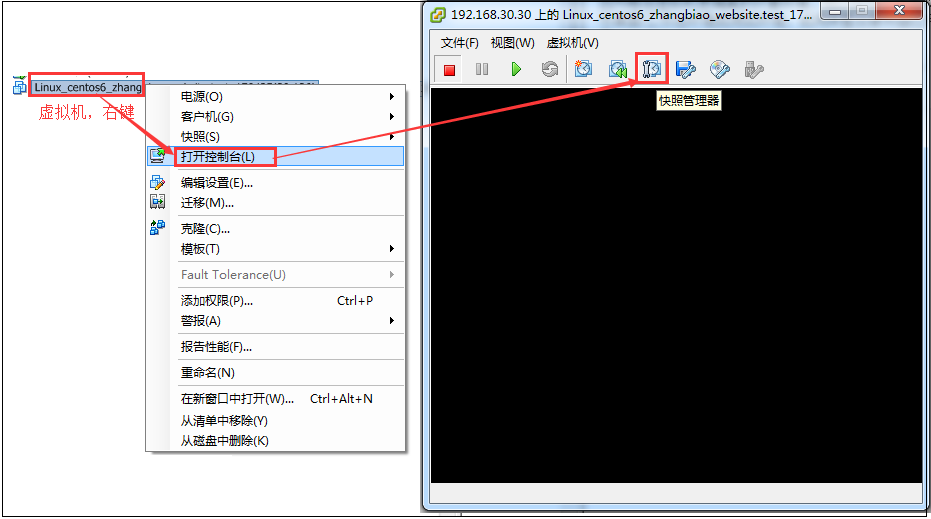 192.168.30.30 上的 Linux_centos6_zhangbiao_website.test_17...
文件(F) 视图(W) 虚拟机(V)
快照管理器
Linux_centos6_zhang
虚拟机，右键
电源(O)
客户机(G)
快照(S)
打开控制台(L)
编辑设置(E)...
迁移(M)...
克隆(C)...
模板(T)
Fault Tolerance(U)
添加权限(P)... Ctrl+P
警报(A)
报告性能(F)...
重命名(N)
在新窗口中打开(W)... Ctrl+Alt+N
从清单中移除(Y)
从磁盘中删除(K)